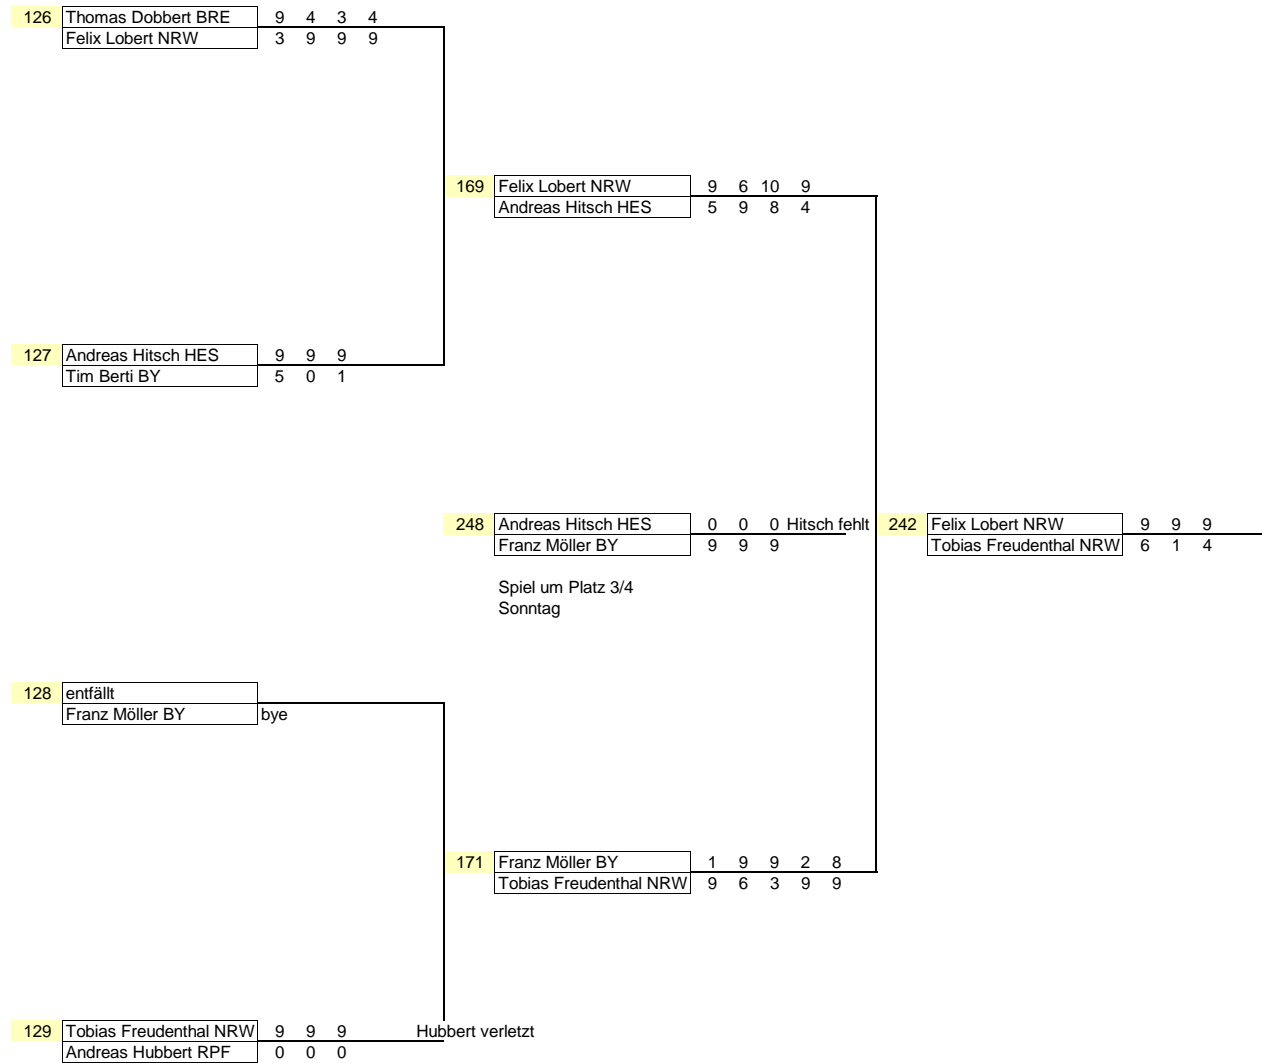 126 Thomas Dobbert BRE 9 4 3 4
Felix Lobert NRW 3 9 9 9
169 Felix Lobert NRW 9 6 10 9
Andreas Hitsch HES 5 9 8 4
127 Andreas Hitsch HES 9 9 9
Tim Berti BY 5 0 1
248 Andreas Hitsch HES 0 0 0 Hitsch fehlt 242 Felix Lobert NRW 9 9 9
Franz Möller BY 9 9 9 Tobias Freudenthal NRW 6 1 4
Spiel um Platz 3/4
Sonntag
128 entfällt
Franz Möller BY bye
171 Franz Möller BY 1 9 9 2 8
Tobias Freudenthal NRW 9 6 3 9 9
129 Tobias Freudenthal NRW 9 9 9 Hubbert verletzt
Andreas Hubbert RPF 0 0 0